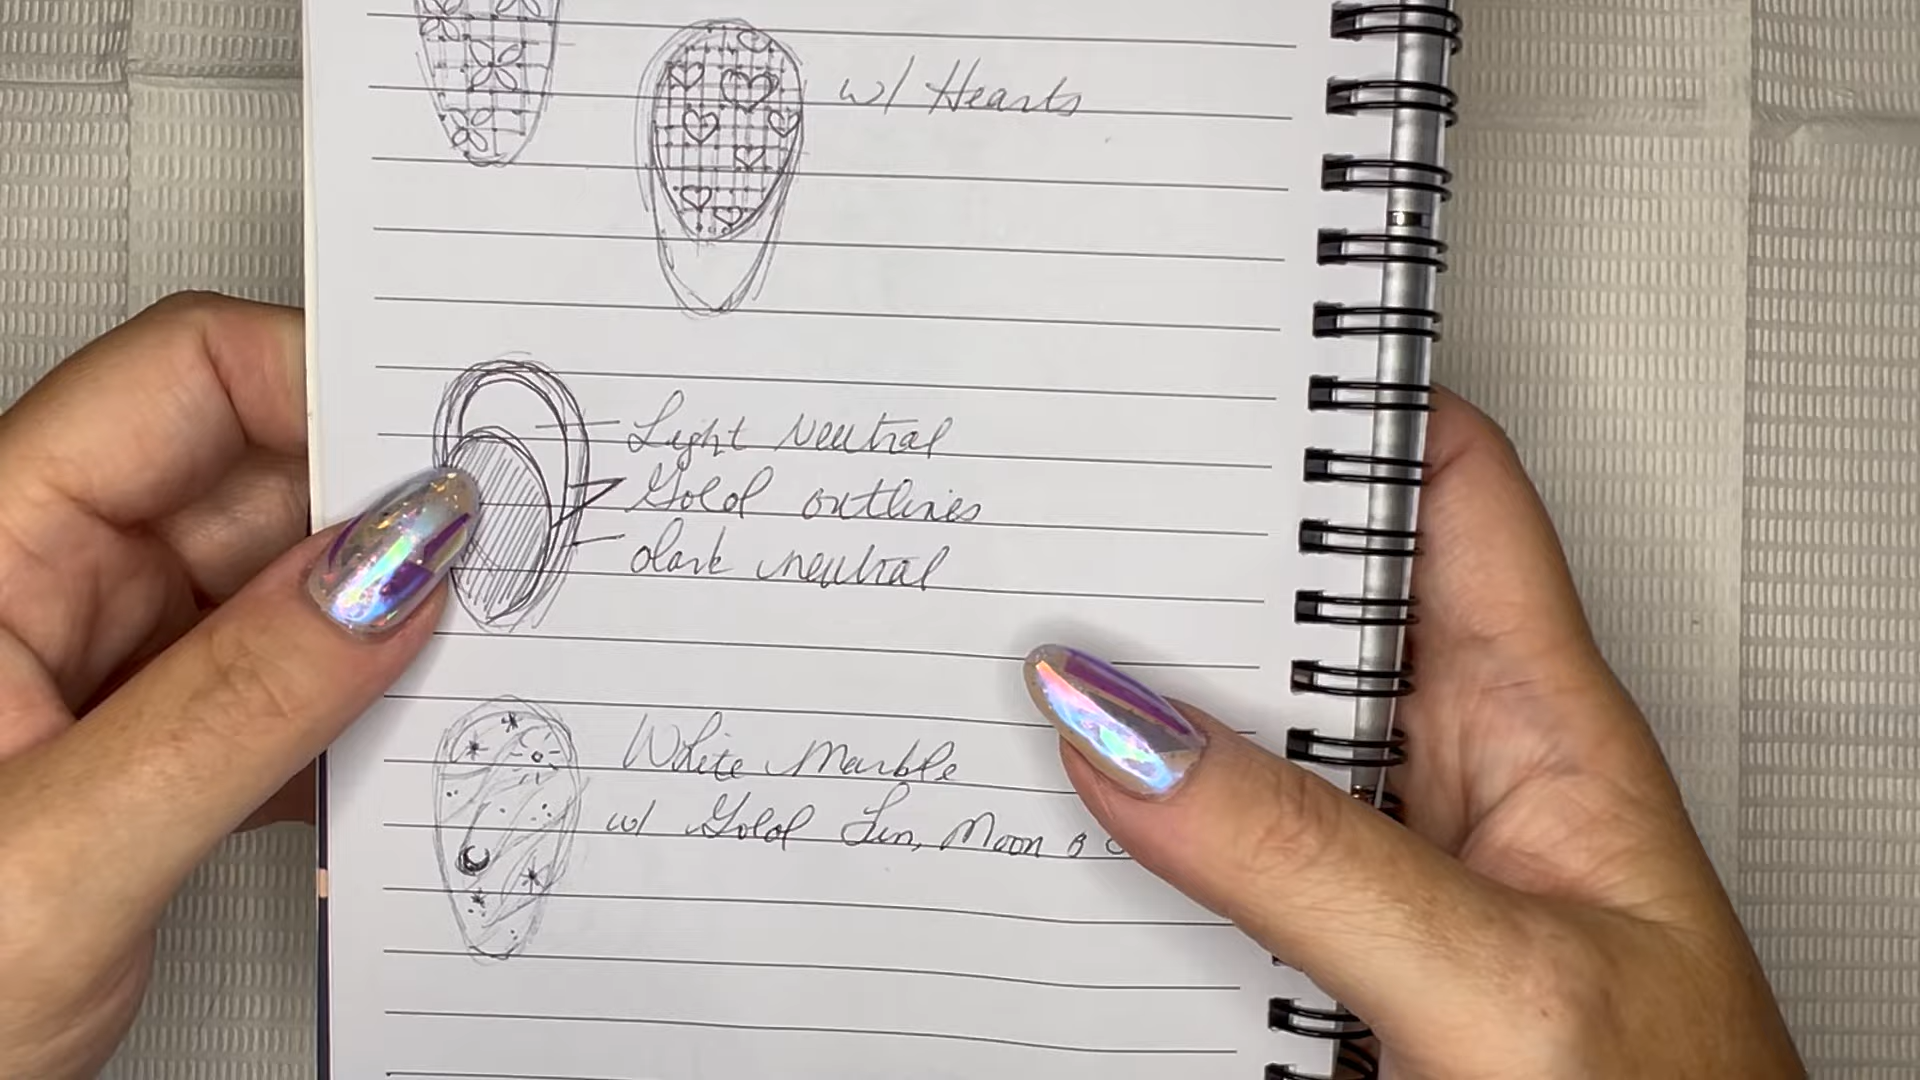 w/ Hearts
Light Neutral
Gold outlines
dark neutral
White Marble
w/ Gold Sun, Moon &